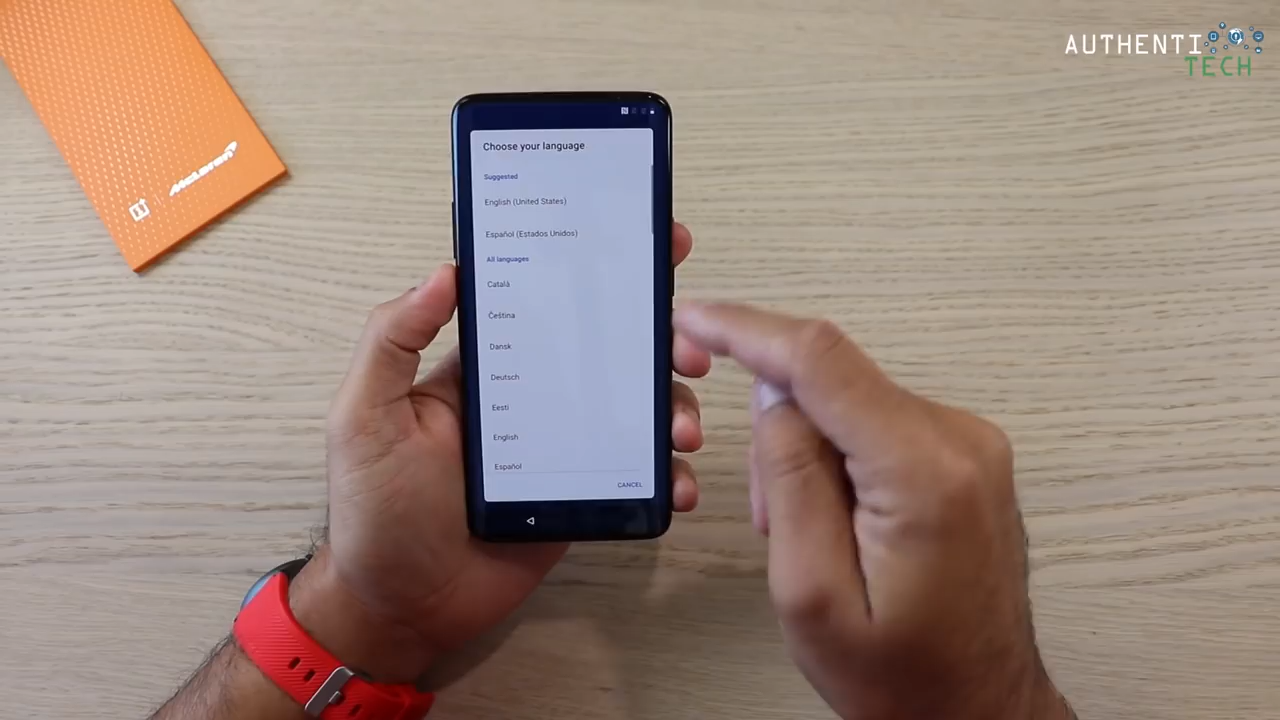 AUTHENTI
TECH
McLaren
Choose your language
Suggested
English (United States)
Español (Estados Unidos)
All languages
Català
Čeština
Dansk
Deutsch
Eesti
English
Español
CANCEL